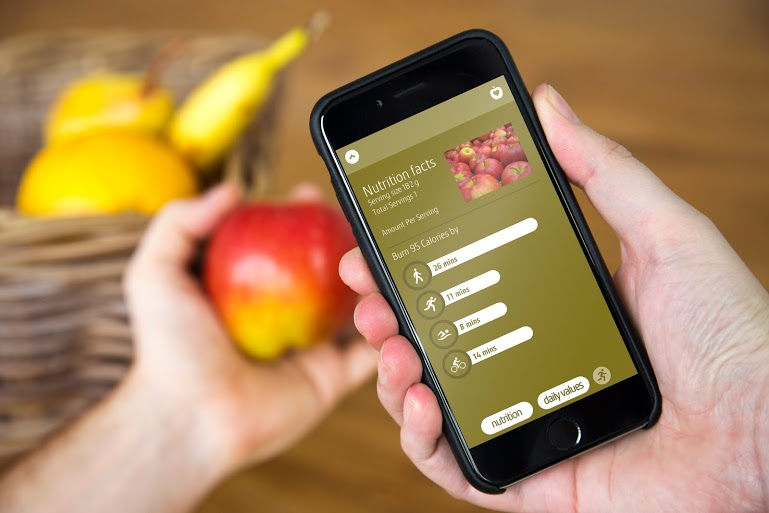 Nutrition facts
Serving size 182 g
Total Servings 1
Amount Per Serving
Burn 95 Calories by
26 mins
11 mins
8 mins
14 mins
nutrition
daily values